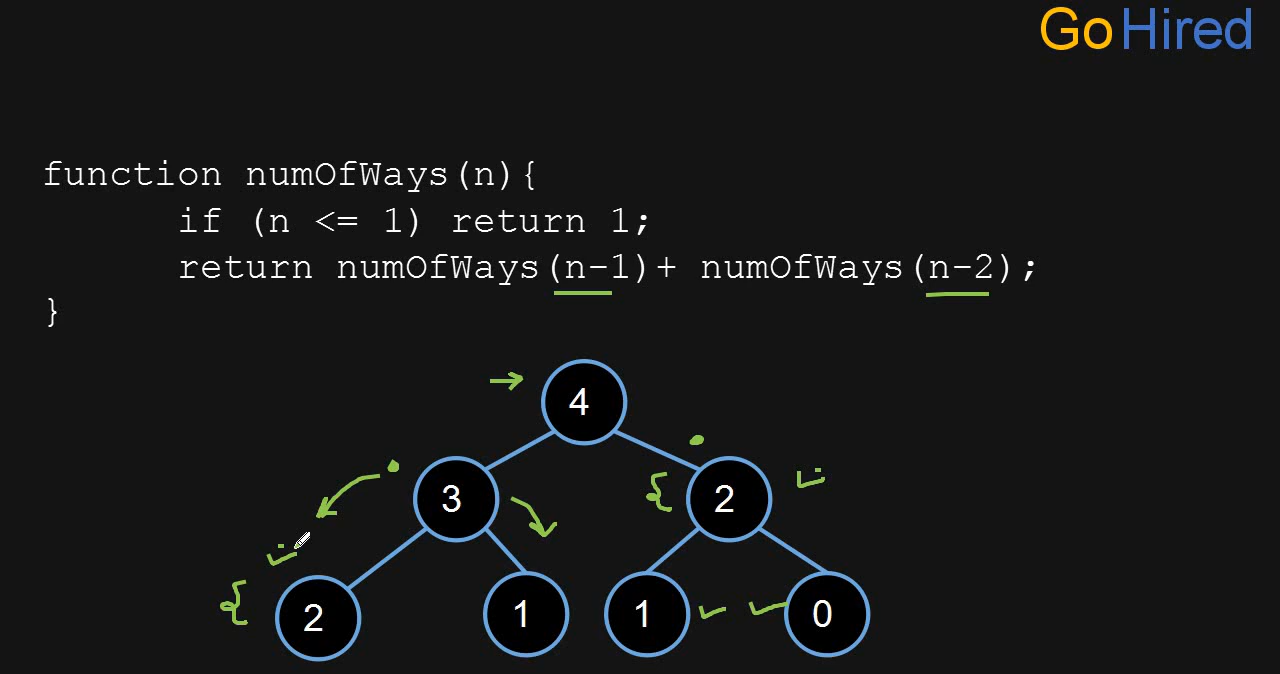 GoHired
function numOfWays(n){
if (n <= 1) return 1;
return numOfWays(n-1)+ numOfWays(n-2);
}
4
3 2
2 1 1 0